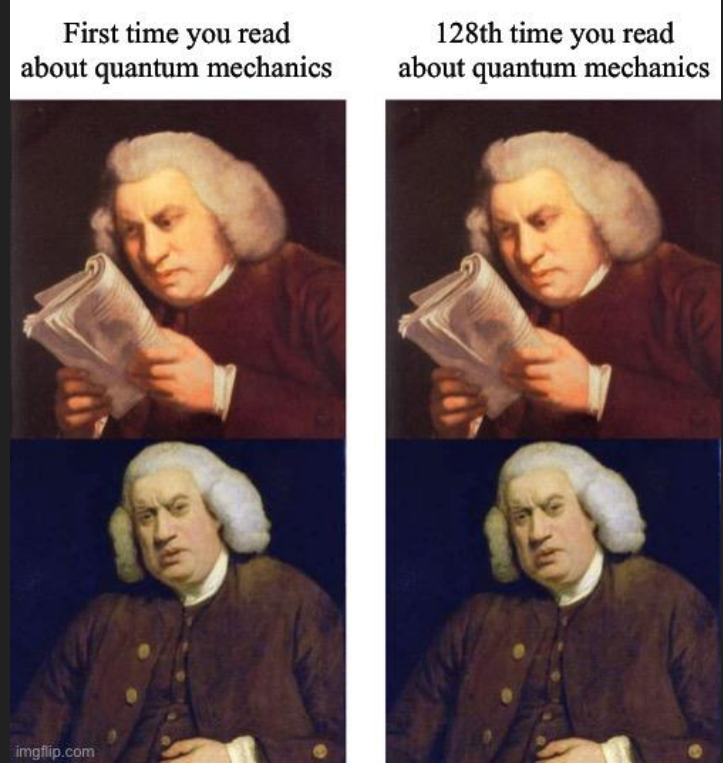 First time you read
about quantum mechanics
128th time you read
about quantum mechanics
imgflip.com